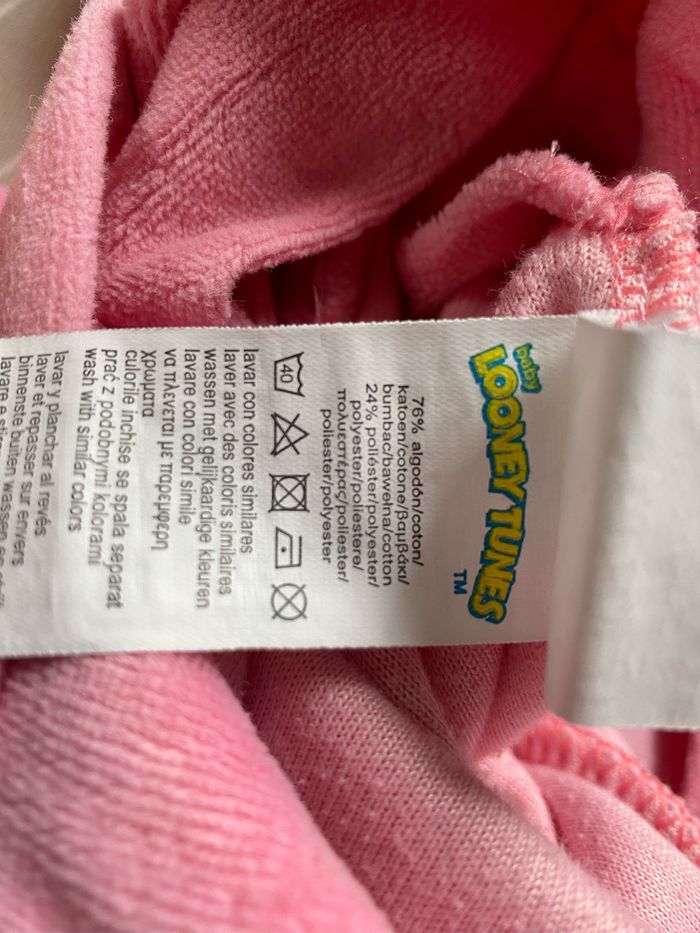 baby
LOONEY TUNES
TM
76% algodón/coton/
katoen/cotone/βαμβάκι/
bumbac/bawełna/cotton
24% poliéster/polyester/
polyester/poliestere/
πολυεστέρας/poliester/
poliester/polyester
40
lavar con colores similares
laver avec des coloris similaires
wassen met gelijkaardige kleuren
lavare con colori simile
να πλένεται με παρεμφερη
χρωματα
culorile inchise se spala separat
prać z podobnymi kolorami
wash with similar colors
lavar y planchar al revés
laver et repasser sur envers
binnenste buiten wassen en
lavare e